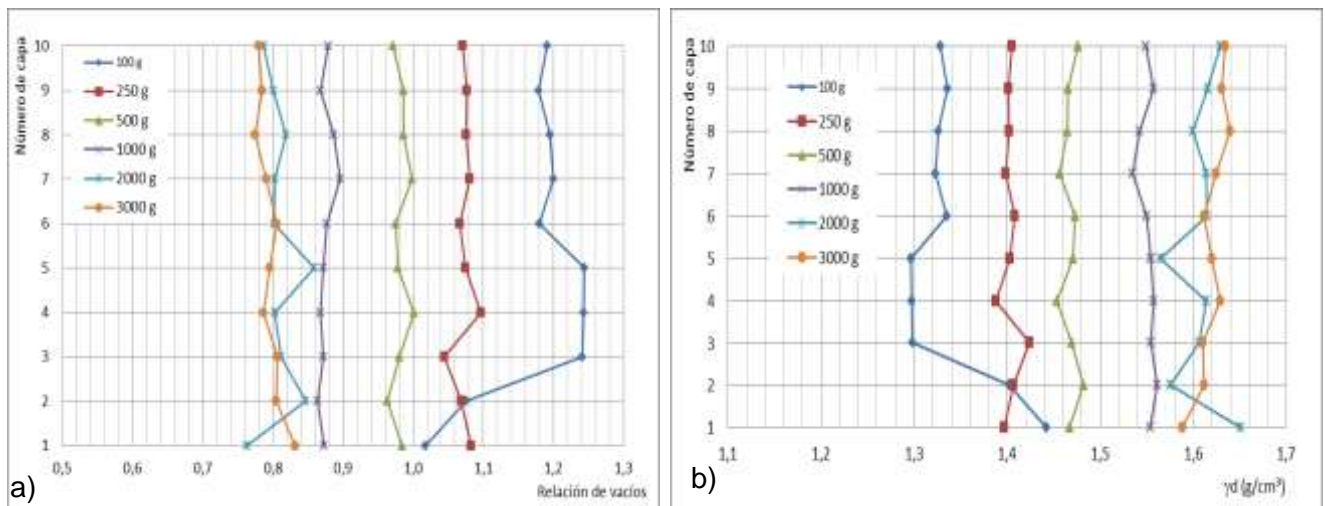 Número de capa
10
9
8
7
6
5
4
3
2
1
100 g
250 g
500 g
1000 g
2000 g
3000 g
0,5 0,6 0,7 0,8 0,9 1,0 1,1 1,2 1,3
Relación de vacíos
a)
Número de capa
10
9
8
7
6
5
4
3
2
1
100 g
250 g
500 g
1000 g
2000 g
3000 g
1,1 1,2 1,3 1,4 1,5 1,6 1,7
γd (g/cm³)
b)